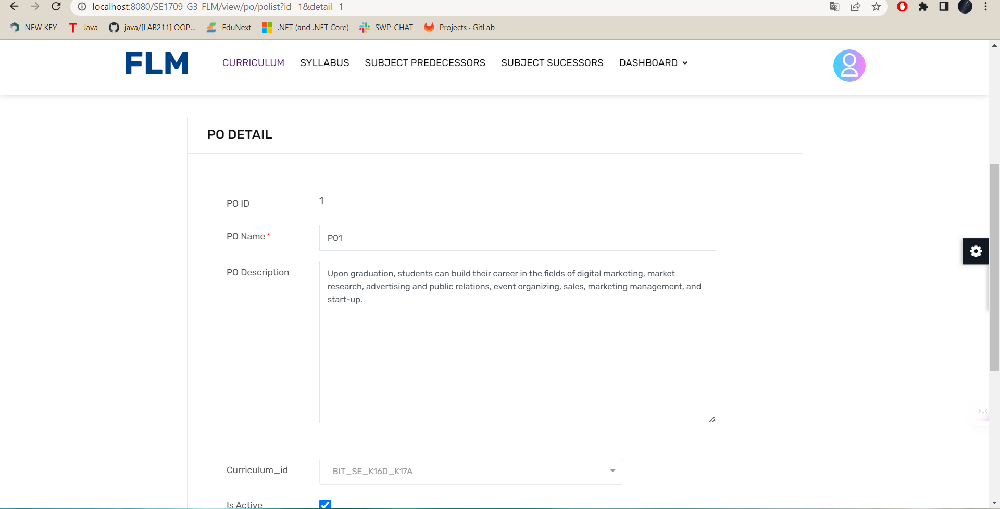 localhost:8080/SE1709_G3_FLM/view/po/polist?id=1&detail=1
NEW KEY T Java java/[LAB211] OOP... EduNext .NET (and .NET Core) SWP_CHAT Projects · GitLab
FLM CURRICULUM SYLLABUS SUBJECT PREDECESSORS SUBJECT SUCESSORS DASHBOARD
PO DETAIL
PO ID 1
PO Name* PO1
PO Description Upon graduation, students can build their career in the fields of digital marketing, market
research, advertising and public relations, event organizing, sales, marketing management, and
start-up.
Curriculum_id BIT_SE_K16D_K17A
Is Active